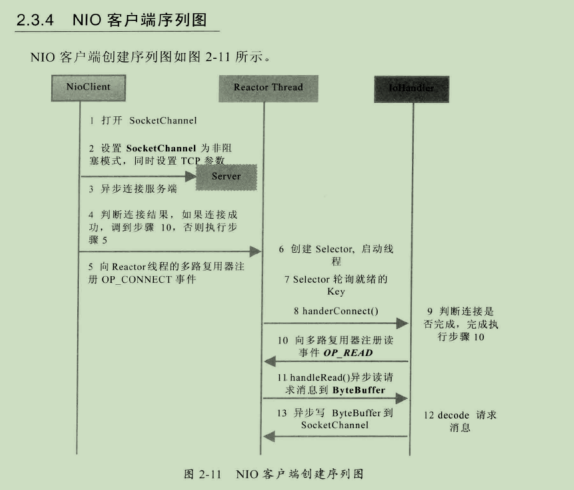 2.3.4 NIO 客户端序列图
NIO 客户端创建序列图如图 2-11 所示。
NioClient
Reactor Thread
IoHandler
1 打开 SocketChannel
2 设置 SocketChannel 为非阻
塞模式，同时设置 TCP 参数
Server
3 异步连接服务端
4 判断连接结果，如果连接成
功，调到步骤 10，否则执行步
骤 5
5 向 Reactor 线程的多路复用器注
册 OP_CONNECT 事件
6 创建 Selector, 启动线
程
7 Selector 轮询就绪的
Key
8 handerConnect()
9 判断连接是
否完成，完成执
行步骤 10
10 向多路复用器注册读
事件 OP_READ
11 handleRead()异步读请
求消息到 ByteBuffer
12 decode 请求
消息
13 异步写 ByteBuffer 到
SocketChannel
图 2-11 NIO 客户端创建序列图